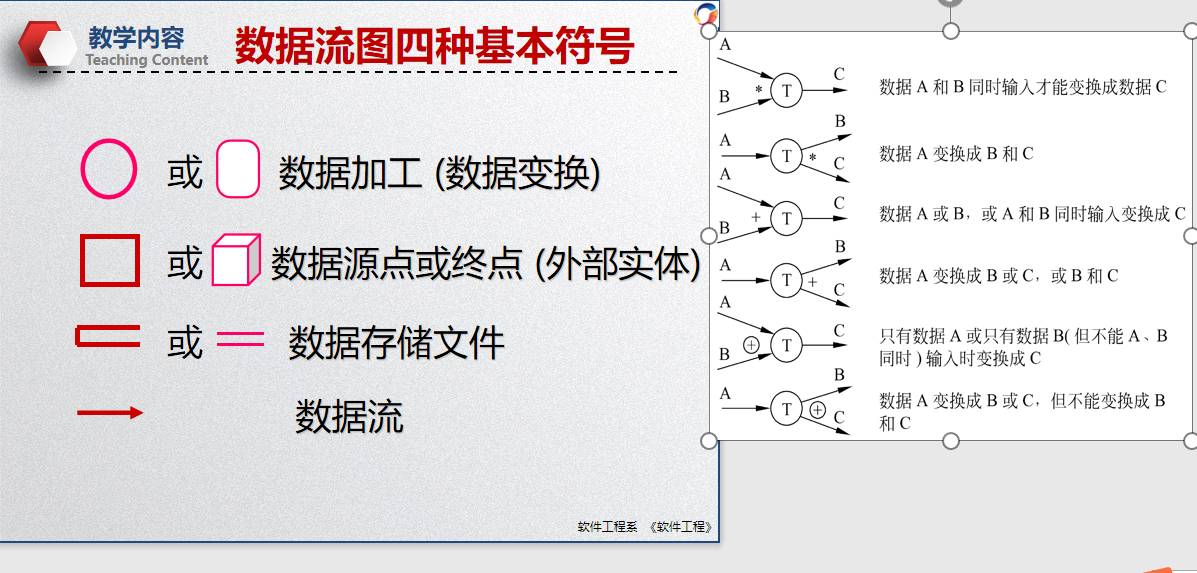 教学内容
Teaching Content
数据流图四种基本符号
或 数据加工 (数据变换)
或 数据源点或终点 (外部实体)
或 数据存储文件
数据流
软件工程系 《软件工程》
A
B
*
T
C
数据 A 和 B 同时输入才能变换成数据 C
A
T
*
B
C
数据 A 变换成 B 和 C
A
B
+
T
C
数据 A 或 B，或 A 和 B 同时输入变换成 C
A
T
+
B
C
数据 A 变换成 B 或 C，或 B 和 C
A
B
⊕
T
C
只有数据 A 或只有数据 B( 但不能 A、B
同时 ) 输入时变换成 C
A
T
⊕
B
C
数据 A 变换成 B 或 C，但不能变换成 B
和 C